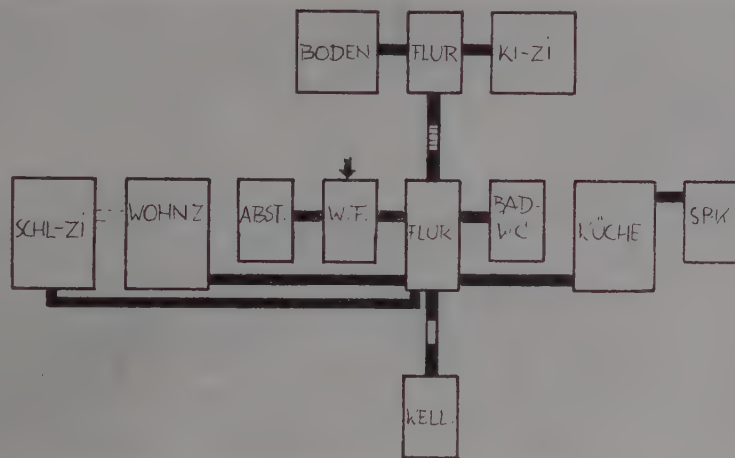 BODEN
FLUR
KI-ZI
SCHL-ZI
WOHNZ
ABST.
W.F.
FLUR
BAD-
WC
KÜCHE
SPK
KELL.